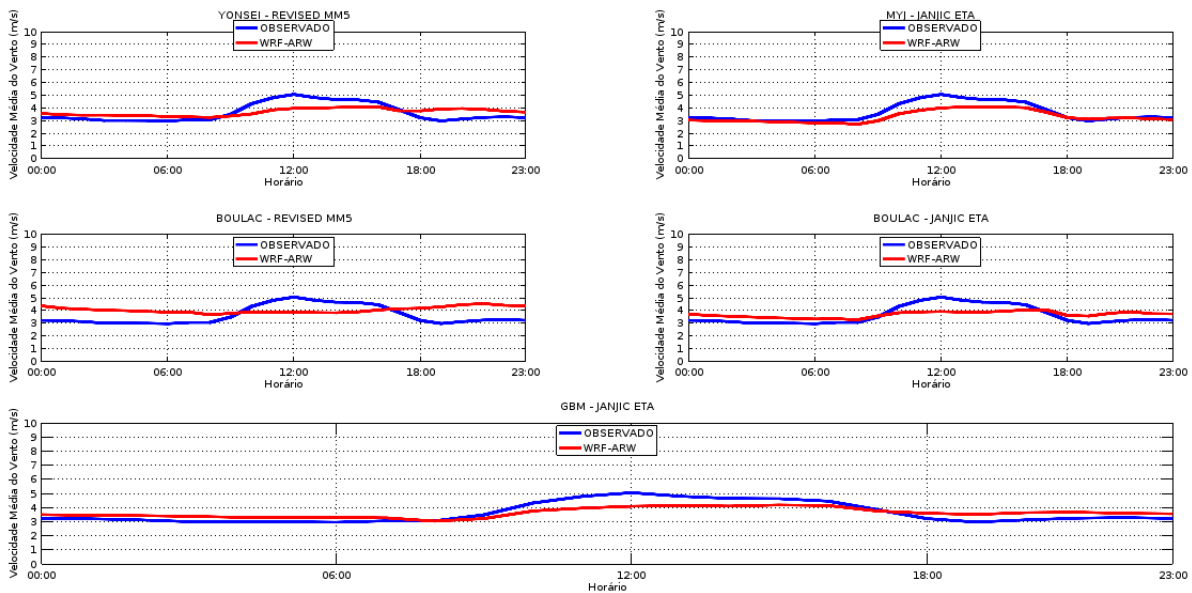 YONSEI - REVISED MM5
OBSERVADO
WRF-ARW
Velocidade Média do Vento (m/s)
10
9
8
7
6
5
4
3
2
1
0
00:00 06:00 12:00 18:00 23:00
Horário
MYJ - JANJIC ETA
OBSERVADO
WRF-ARW
Velocidade Média do Vento (m/s)
10
9
8
7
6
5
4
3
2
1
0
00:00 06:00 12:00 18:00 23:00
Horário
BOULAC - REVISED MM5
OBSERVADO
WRF-ARW
Velocidade Média do Vento (m/s)
10
9
8
7
6
5
4
3
2
1
0
00:00 06:00 12:00 18:00 23:00
Horário
BOULAC - JANJIC ETA
OBSERVADO
WRF-ARW
Velocidade Média do Vento (m/s)
10
9
8
7
6
5
4
3
2
1
0
00:00 06:00 12:00 18:00 23:00
Horário
GBM - JANJIC ETA
OBSERVADO
WRF-ARW
Velocidade Média do Vento (m/s)
10
9
8
7
6
5
4
3
2
1
0
00:00 06:00 12:00 18:00 23:00
Horário